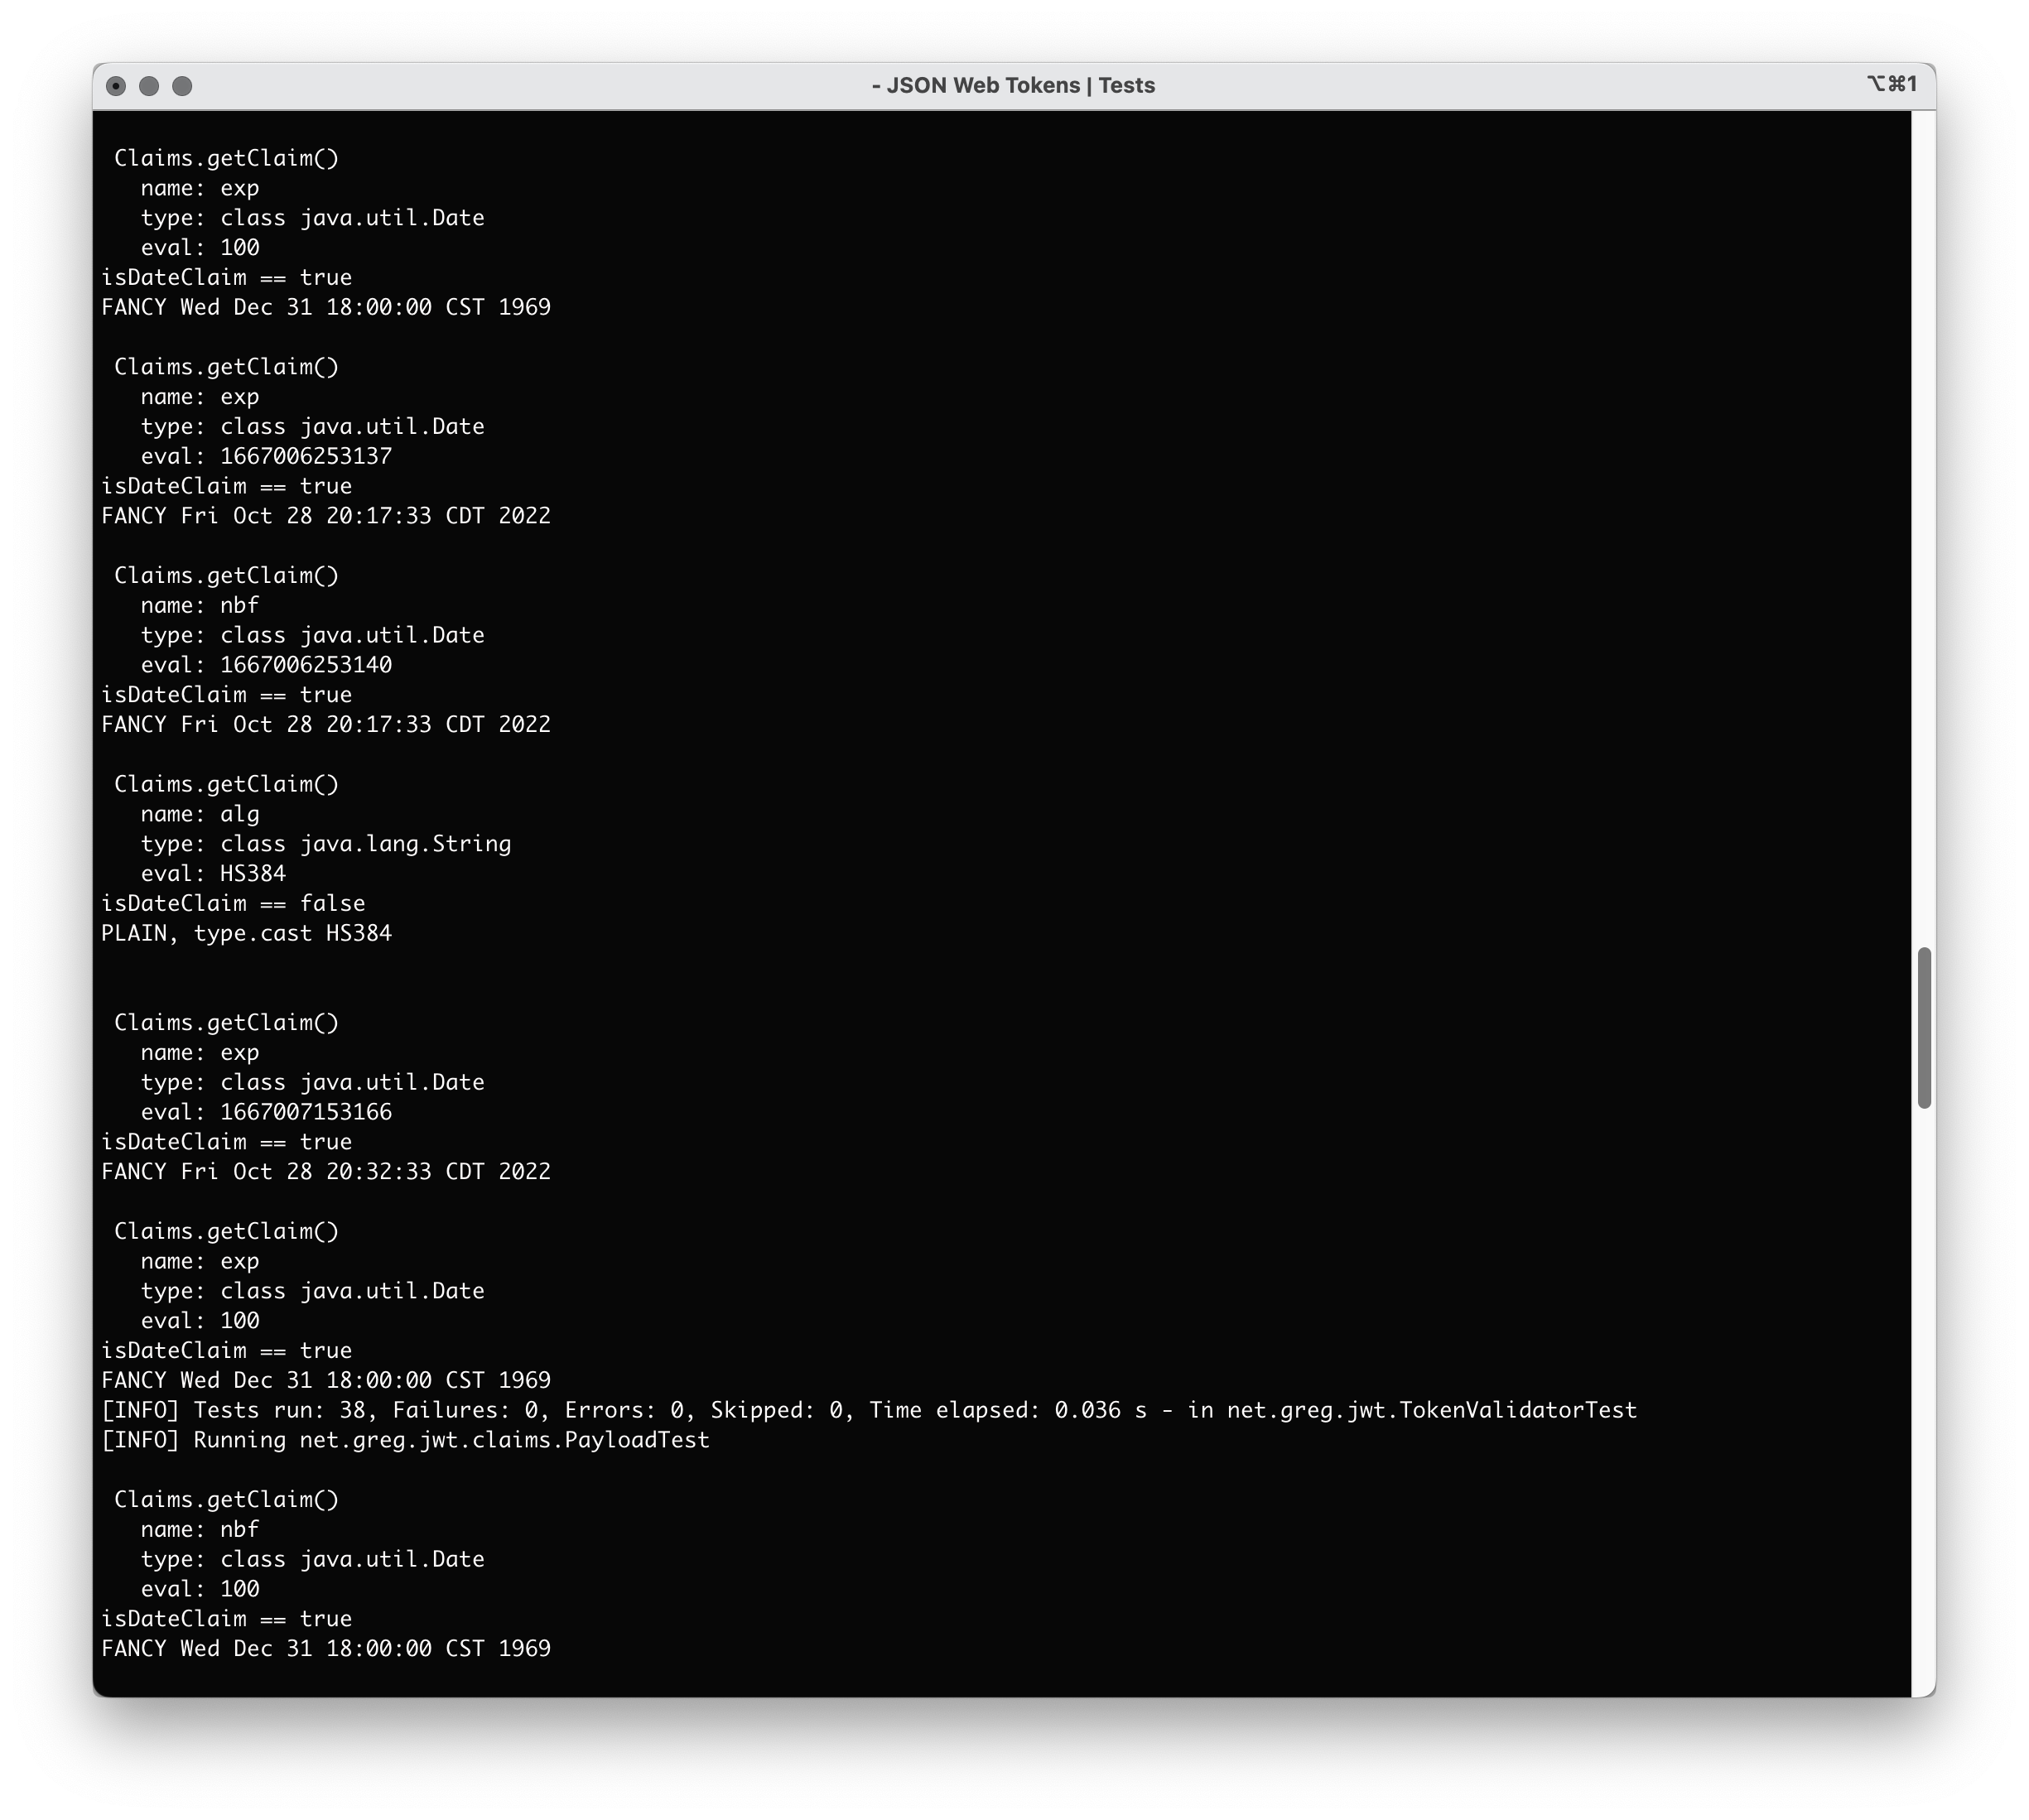 - JSON Web Tokens | Tests
⌥⌘1
Claims.getClaim()
name: exp
type: class java.util.Date
eval: 100
isDateClaim == true
FANCY Wed Dec 31 18:00:00 CST 1969
Claims.getClaim()
name: exp
type: class java.util.Date
eval: 1667006253137
isDateClaim == true
FANCY Fri Oct 28 20:17:33 CDT 2022
Claims.getClaim()
name: nbf
type: class java.util.Date
eval: 1667006253140
isDateClaim == true
FANCY Fri Oct 28 20:17:33 CDT 2022
Claims.getClaim()
name: alg
type: class java.lang.String
eval: HS384
isDateClaim == false
PLAIN, type.cast HS384
Claims.getClaim()
name: exp
type: class java.util.Date
eval: 1667007153166
isDateClaim == true
FANCY Fri Oct 28 20:32:33 CDT 2022
Claims.getClaim()
name: exp
type: class java.util.Date
eval: 100
isDateClaim == true
FANCY Wed Dec 31 18:00:00 CST 1969
[INFO] Tests run: 38, Failures: 0, Errors: 0, Skipped: 0, Time elapsed: 0.036 s - in net.greg.jwt.TokenValidatorTest
[INFO] Running net.greg.jwt.claims.PayloadTest
Claims.getClaim()
name: nbf
type: class java.util.Date
eval: 100
isDateClaim == true
FANCY Wed Dec 31 18:00:00 CST 1969